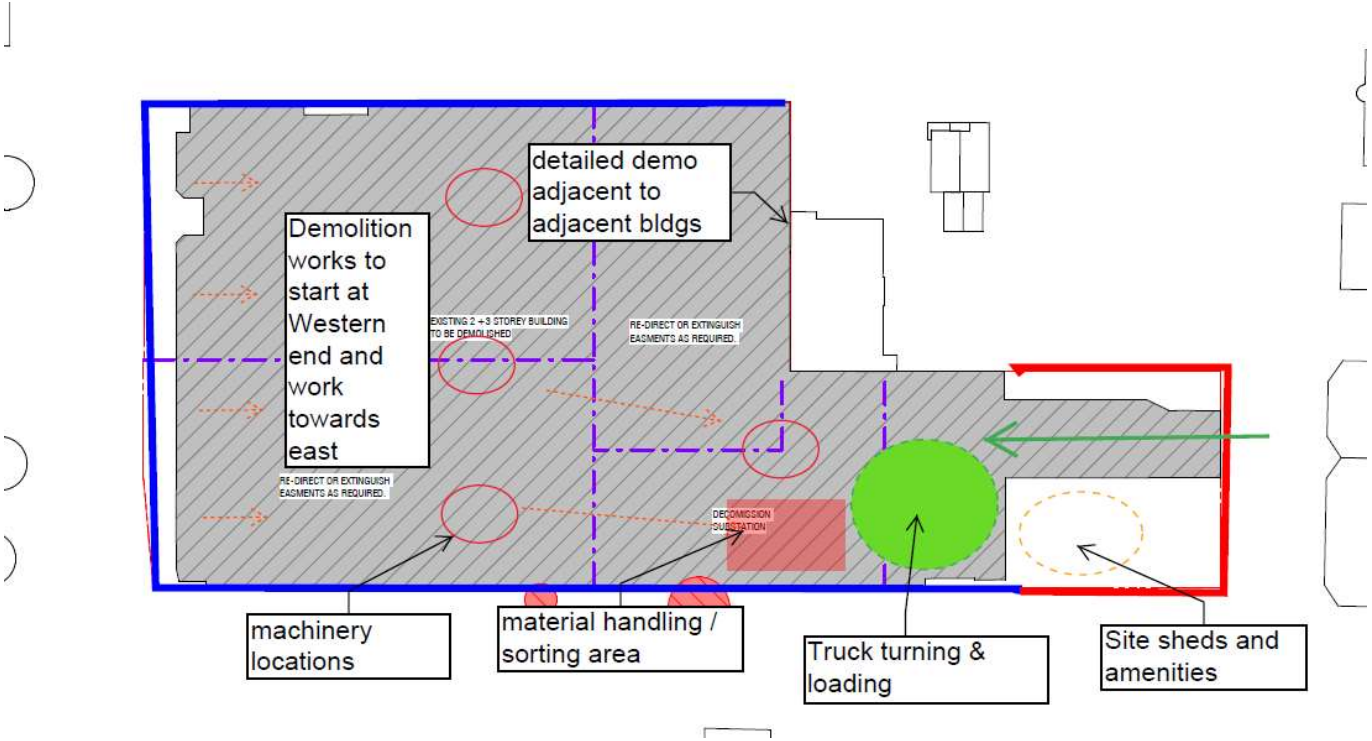 detailed demo
adjacent to
adjacent bldgs
Demolition
works to
start at
Western
end and
work
towards
east
EXISTING 2 +3 STOREY BUILDING
TO BE DEMOLISHED
RE-DIRECT OR EXTINGUISH
EASMENTS AS REQUIRED.
RE-DIRECT OR EXTINGUISH
EASMENTS AS REQUIRED.
DECOMISSION
SUBSTATION
machinery
locations
material handling /
sorting area
Truck turning &
loading
Site sheds and
amenities